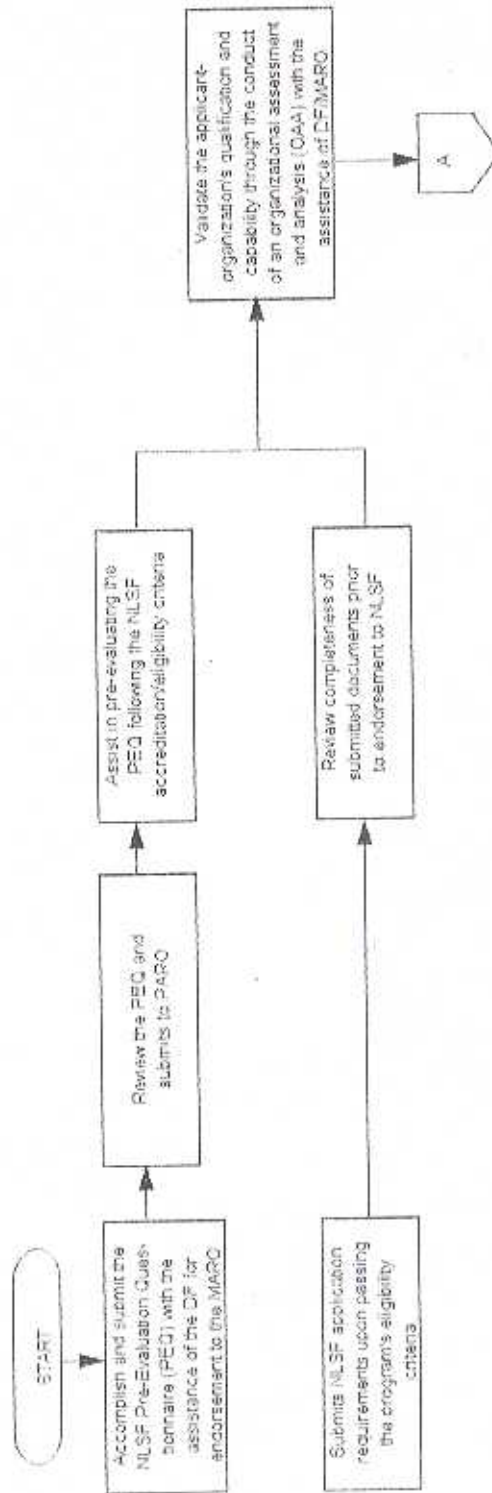 START
Accomplish and submit the
NLSF Pre-Evaluation Ques-
tionnaire (PEQ) with the
assistance of the DF for
endorsement to the MARO
Review the PEQ and
submits to PARO
Assist in pre-evaluating the
PEQ following the NLSF
accreditation/eligibility criteria
Submits NLSF application
requirements upon passing
the program's eligibility
criteria
Review completeness of
submitted documents prior
to endorsement to NLSF
Validate the applicant-
organization's qualification and
capability through the conduct
of an organizational assessment
and analysis (OAA) with the
assistance of DF/MARO
A